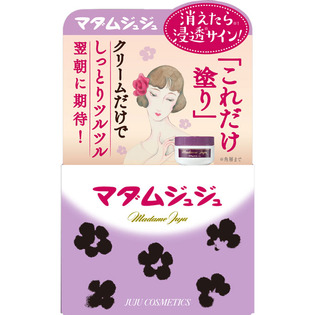 マダムジュジュ
消えたら
浸透サイン!
「これだけ
塗り」
※角層まで
クリームだけで
しっとりツルツル
翌朝に期待!
マダムジュジュ
Madame Juju
JUJU COSMETICS